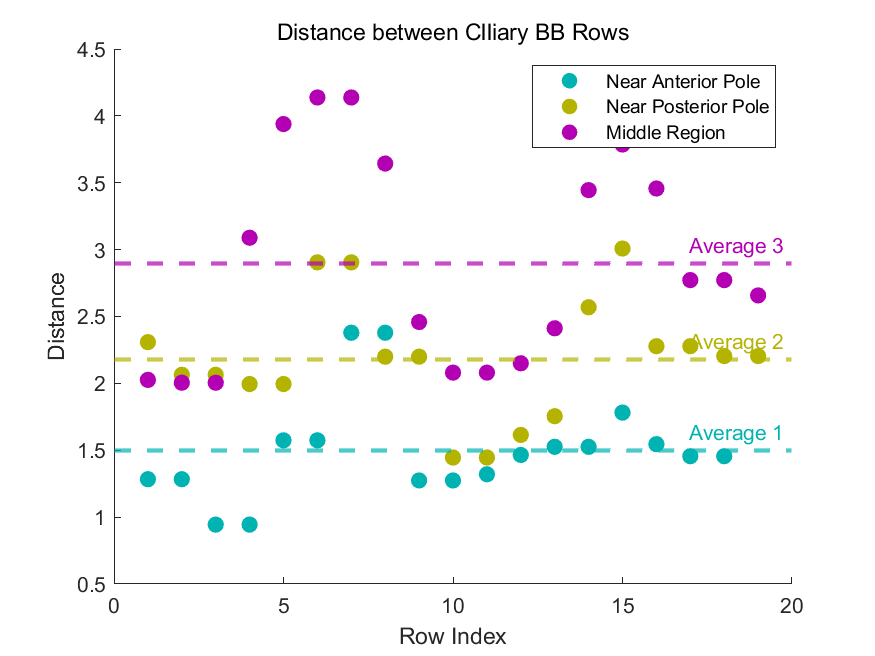 Distance between CIliary BB Rows
4.5
4
3.5
3
2.5
2
1.5
1
0.5
Distance
Near Anterior Pole
Near Posterior Pole
Middle Region
Average 3
Average 2
Average 1
0 5 10 15 20
Row Index